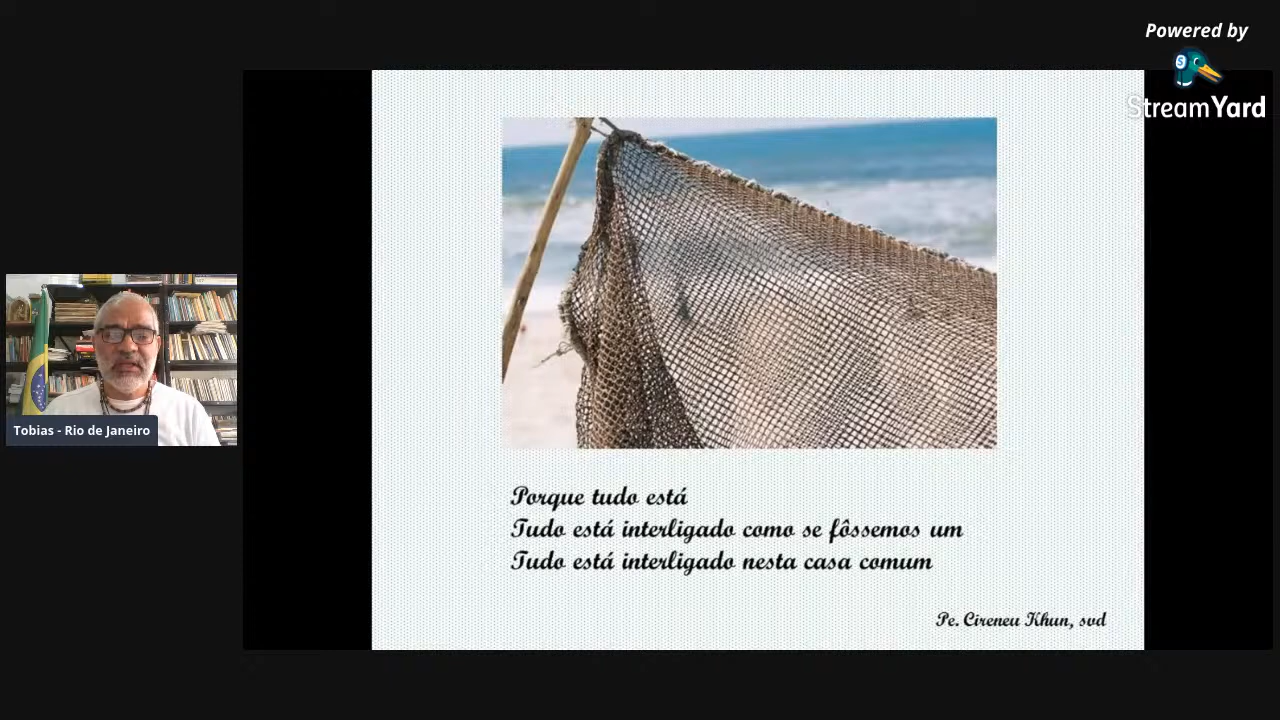 Powered by
StreamYard
Tobias - Rio de Janeiro
Porque tudo está
Tudo está interligado como se fôssemos um
Tudo está interligado nesta casa comum
Pe. Cireneu Khun, svd